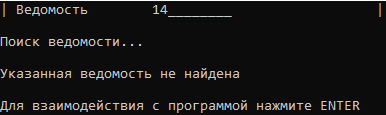 | Ведомость 14________ |
Поиск ведомости...
Указанная ведомость не найдена
Для взаимодействия с программой нажмите ENTER